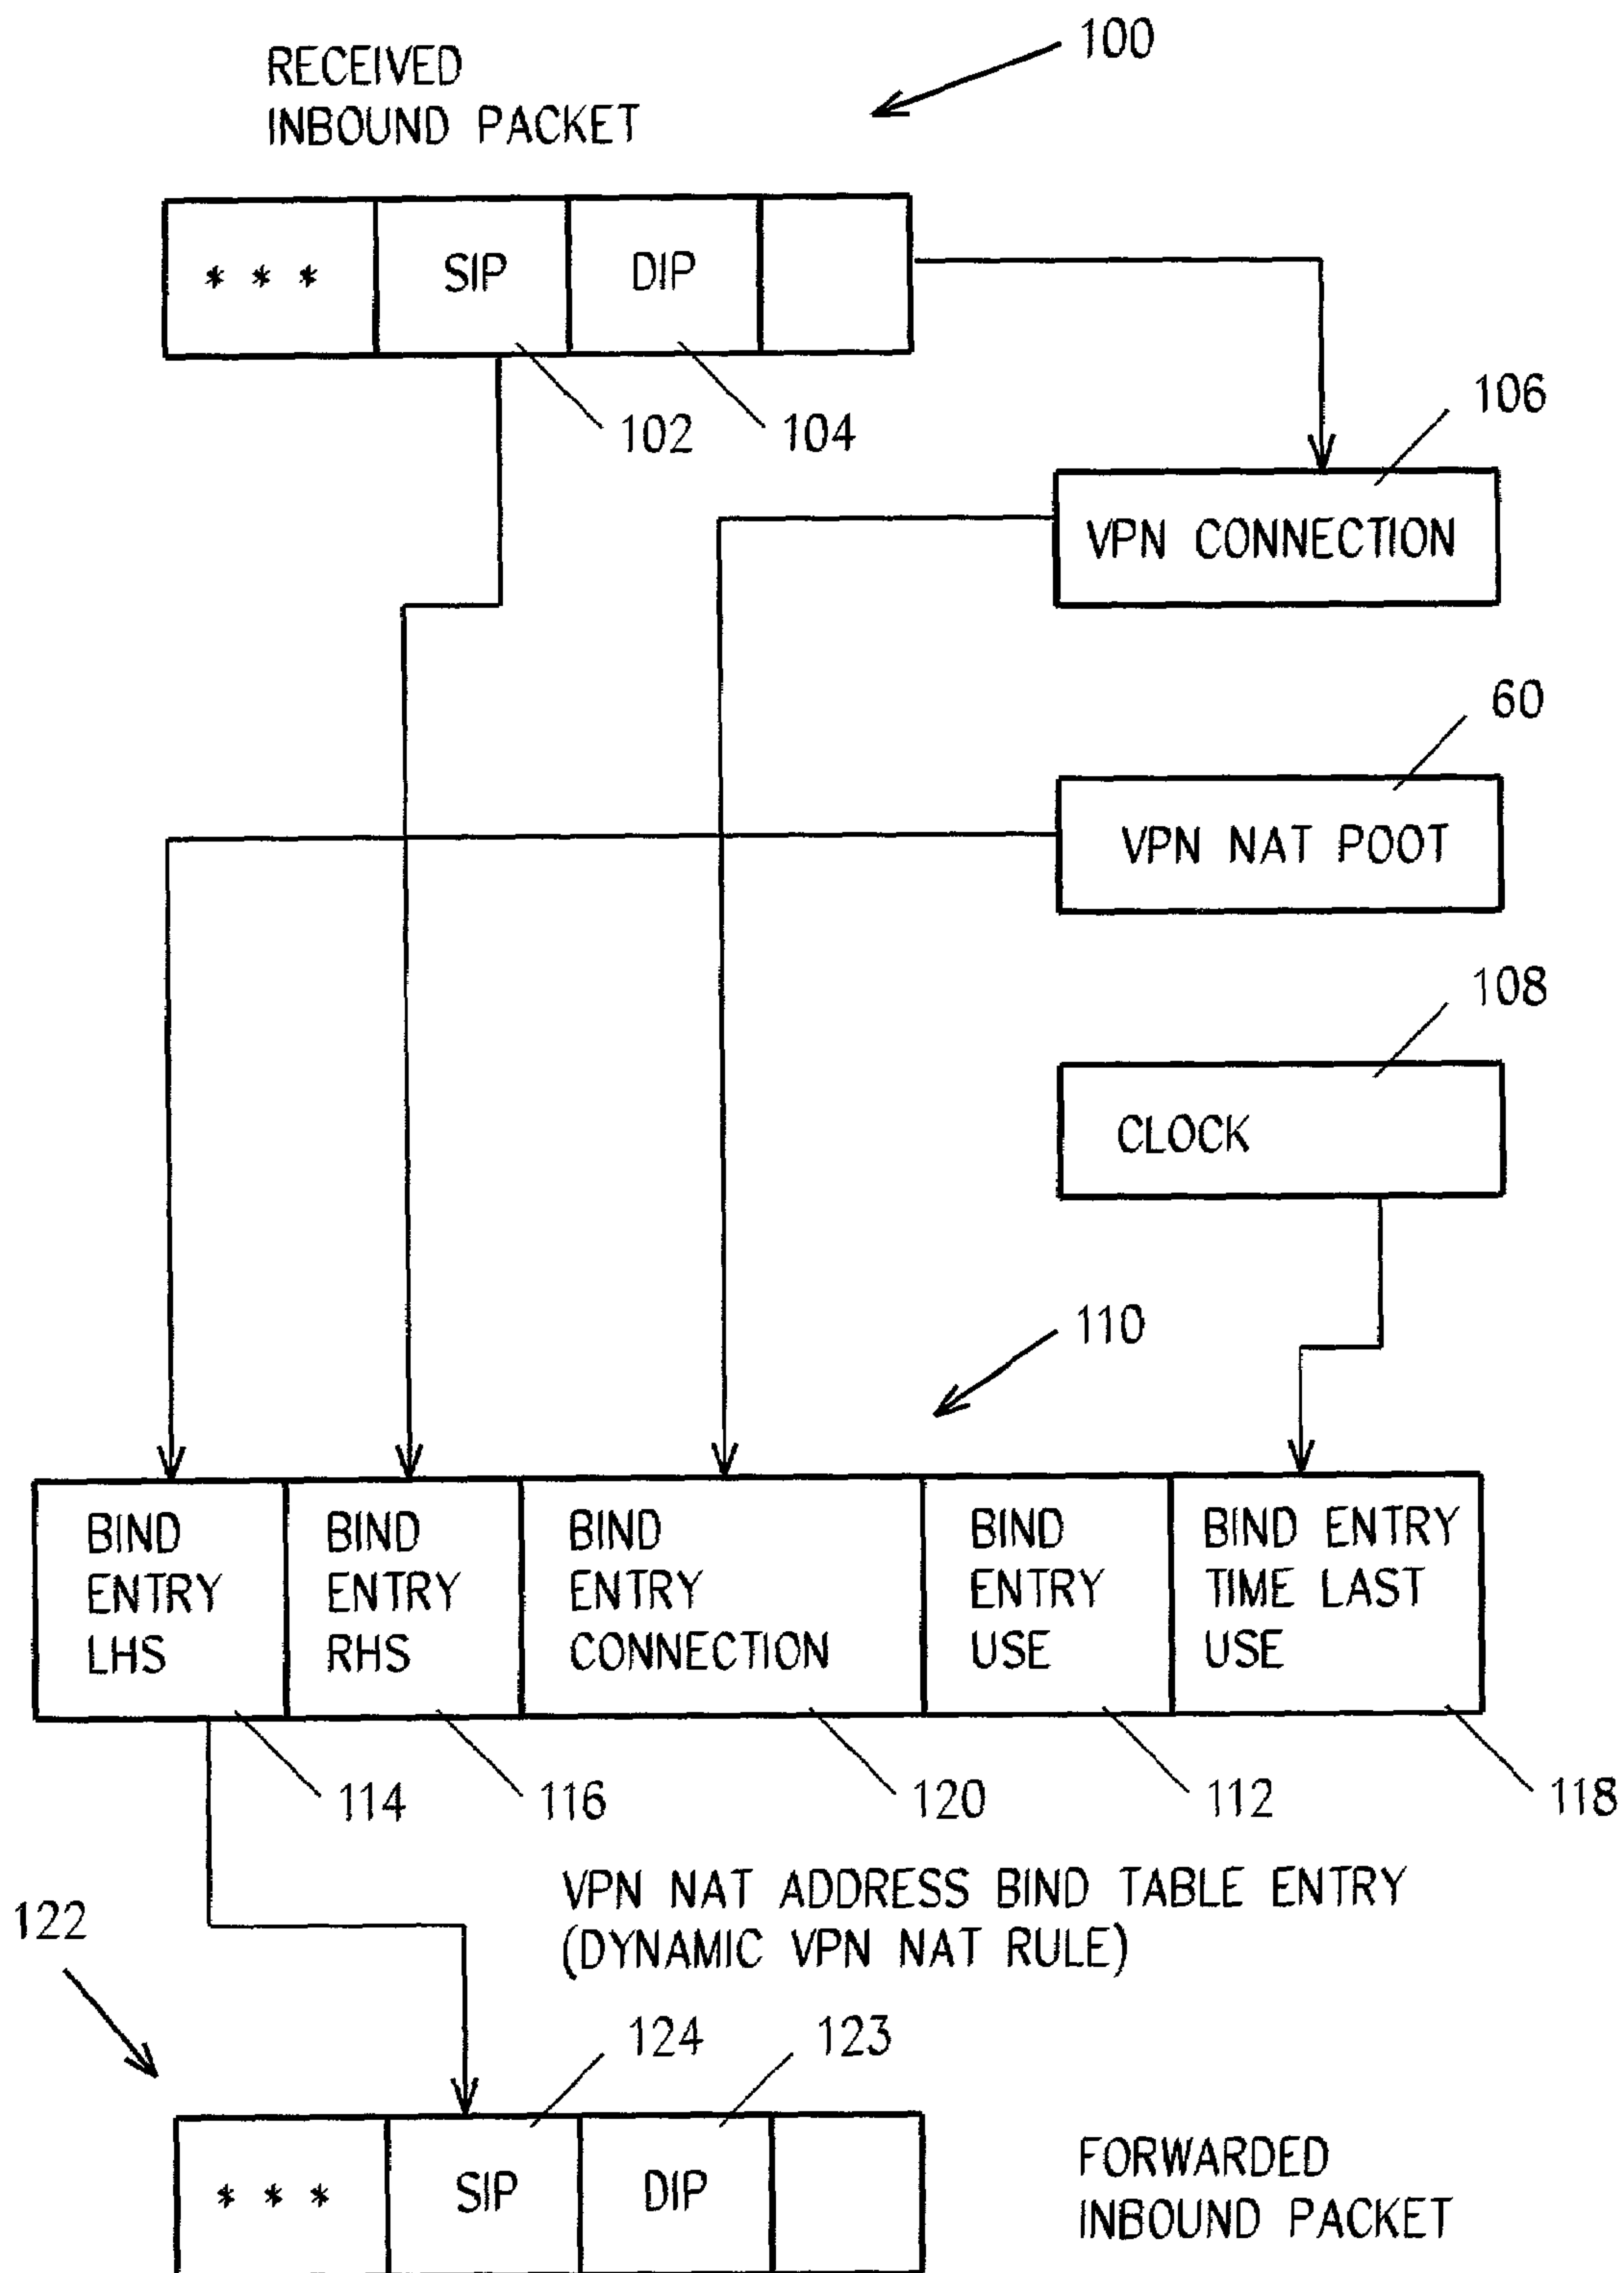 RECEIVED
INBOUND PACKET
100
* * *
SIP
DIP
102
104
106
VPN CONNECTION
60
VPN NAT POOT
108
CLOCK
110
BIND
ENTRY
LHS
BIND
ENTRY
RHS
BIND
ENTRY
CONNECTION
BIND
ENTRY
USE
BIND ENTRY
TIME LAST
USE
114
116
120
112
118
VPN NAT ADDRESS BIND TABLE ENTRY
(DYNAMIC VPN NAT RULE)
122
124
123
* * *
SIP
DIP
FORWARDED
INBOUND PACKET